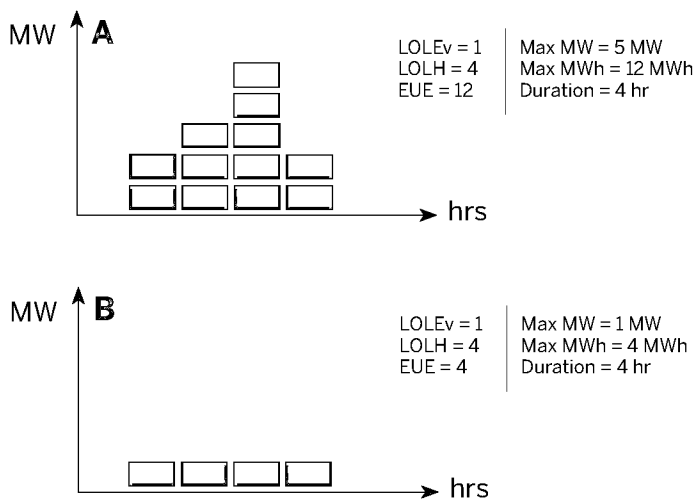 MW
A
LOLEv = 1
LOLH = 4
EUE = 12
Max MW = 5 MW
Max MWh = 12 MWh
Duration = 4 hr
hrs
MW
B
LOLEv = 1
LOLH = 4
EUE = 4
Max MW = 1 MW
Max MWh = 4 MWh
Duration = 4 hr
hrs